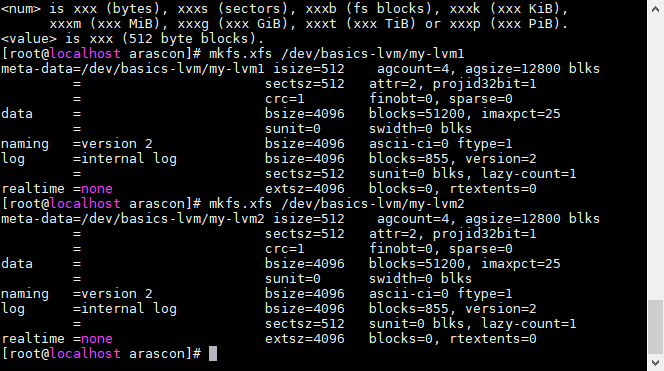 <num> is xxx (bytes), xxxs (sectors), xxxb (fs blocks), xxxk (xxx KiB),
      xxxm (xxx MiB), xxxg (xxx GiB), xxxt (xxx TiB) or xxxp (xxx PiB).
<value> is xxx (512 byte blocks).
[root@localhost arascon]# mkfs.xfs /dev/basics-lvm/my-lvm1
meta-data=/dev/basics-lvm/my-lvm1 isize=512    agcount=4, agsize=12800 blks
         =                       sectsz=512   attr=2, projid32bit=1
         =                       crc=1        finobt=0, sparse=0
data     =                       bsize=4096   blocks=51200, imaxpct=25
         =                       sunit=0      swidth=0 blks
naming   =version 2              bsize=4096   ascii-ci=0 ftype=1
log      =internal log           bsize=4096   blocks=855, version=2
         =                       sectsz=512   sunit=0 blks, lazy-count=1
realtime =none                   extsz=4096   blocks=0, rtextents=0
[root@localhost arascon]# mkfs.xfs /dev/basics-lvm/my-lvm2
meta-data=/dev/basics-lvm/my-lvm2 isize=512    agcount=4, agsize=12800 blks
         =                       sectsz=512   attr=2, projid32bit=1
         =                       crc=1        finobt=0, sparse=0
data     =                       bsize=4096   blocks=51200, imaxpct=25
         =                       sunit=0      swidth=0 blks
naming   =version 2              bsize=4096   ascii-ci=0 ftype=1
log      =internal log           bsize=4096   blocks=855, version=2
         =                       sectsz=512   sunit=0 blks, lazy-count=1
realtime =none                   extsz=4096   blocks=0, rtextents=0
[root@localhost arascon]#